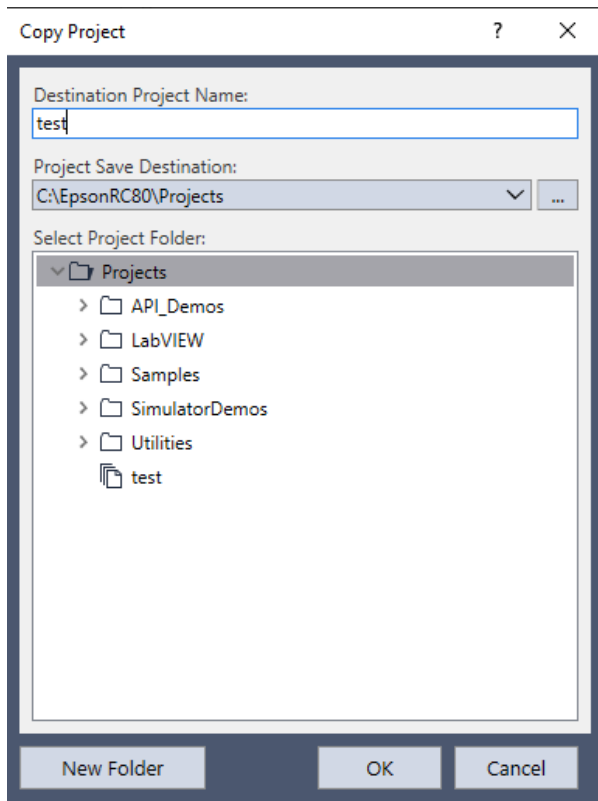 Copy Project ?
Destination Project Name:
test
Project Save Destination:
C:\EpsonRC80\Projects ...
Select Project Folder:
Projects
API_Demos
LabVIEW
Samples
SimulatorDemos
Utilities
test
New Folder OK Cancel